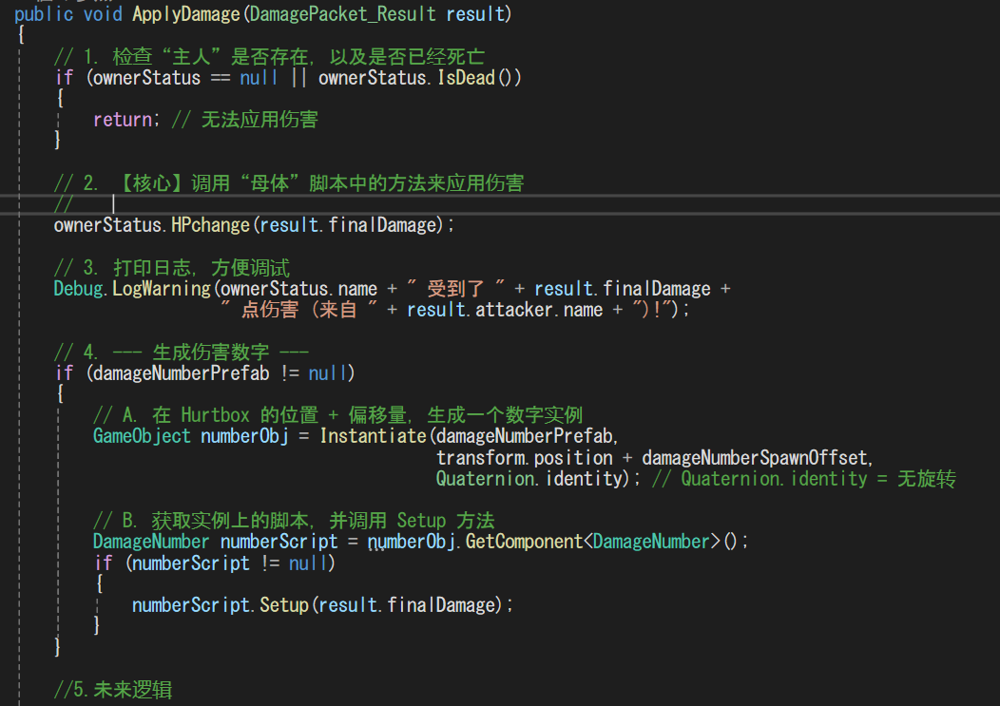 public void ApplyDamage(DamagePacket_Result result)
{
// 1. 检查“主人”是否存在，以及是否已经死亡
if (ownerStatus == null || ownerStatus.IsDead())
{
return; // 无法应用伤害
}
// 2. 【核心】调用“母体”脚本中的方法来应用伤害
//
ownerStatus.HPchange(result.finalDamage);
// 3. 打印日志，方便调试
Debug.LogWarning(ownerStatus.name + " 受到了 " + result.finalDamage +
" 点伤害 (来自 " + result.attacker.name + ")!");
// 4. --- 生成伤害数字 ---
if (damageNumberPrefab != null)
{
// A. 在 Hurtbox 的位置 + 偏移量，生成一个数字实例
GameObject numberObj = Instantiate(damageNumberPrefab,
transform.position + damageNumberSpawnOffset,
Quaternion.identity); // Quaternion.identity = 无旋转
// B. 获取实例上的脚本，并调用 Setup 方法
DamageNumber numberScript = numberObj.GetComponent<DamageNumber>();
if (numberScript != null)
{
numberScript.Setup(result.finalDamage);
}
}
//5.未来逻辑